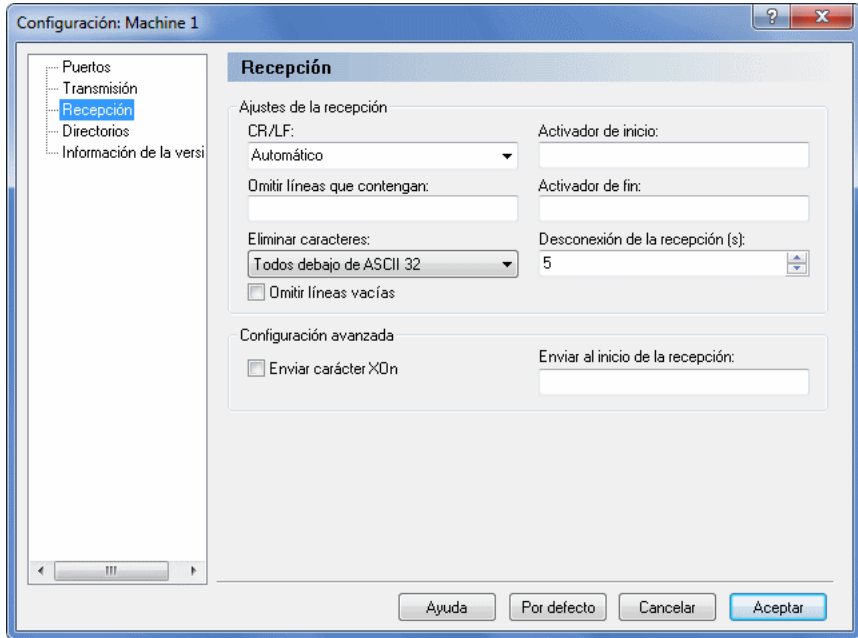 Configuración: Machine 1
Puertos
Transmisión
Recepción
Directorios
Información de la versi
Recepción
Ajustes de la recepción
CR/LF:
Activador de inicio:
Automático
Omitir líneas que contengan:
Activador de fin:
Eliminar caracteres:
Desconexión de la recepción (s):
Todos debajo de ASCII 32
5
Omitir líneas vacías
Configuración avanzada
Enviar carácter XOn
Enviar al inicio de la recepción:
Ayuda
Por defecto
Cancelar
Aceptar